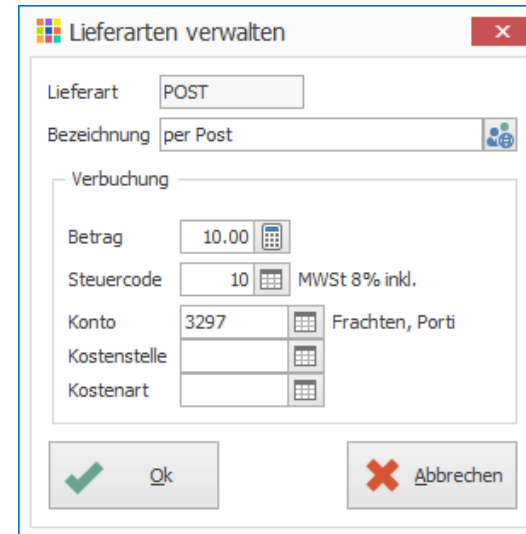 Lieferarten verwalten
Lieferart POST
Bezeichnung per Post
Verbuchung
Betrag 10.00
Steuercode 10 MWSt 8% inkl.
Konto 3297 Frachten, Porti
Kostenstelle
Kostenart
Ok Abbrechen